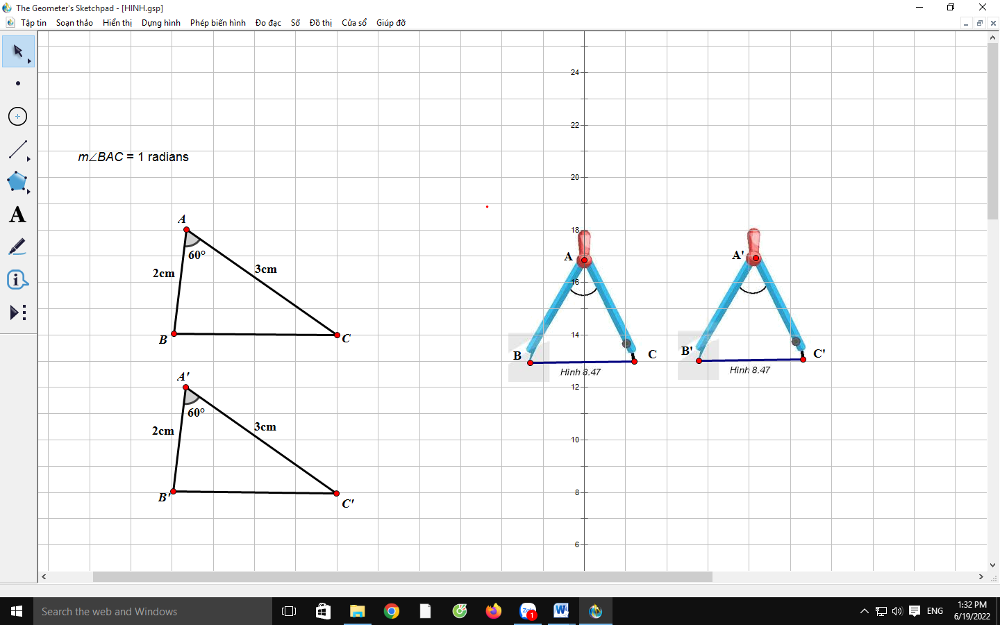 The Geometer's Sketchpad - [HINH.gsp]
Tập tin Soạn thảo Hiển thị Dựng hình Phép biến hình Đo đạc Số Đồ thị Cửa sổ Giúp đỡ
24
22
m∠BAC = 1 radians
20
A
18
60°
A
A'
2cm
3cm
16
B
C
14
B
C
B'
C'
Hình 8.47
Hình 8.47
A'
12
60°
2cm
3cm
10
B'
C'
8
6
Search the web and Windows
Zalo
1
W
ENG
1:32 PM
6/19/2022